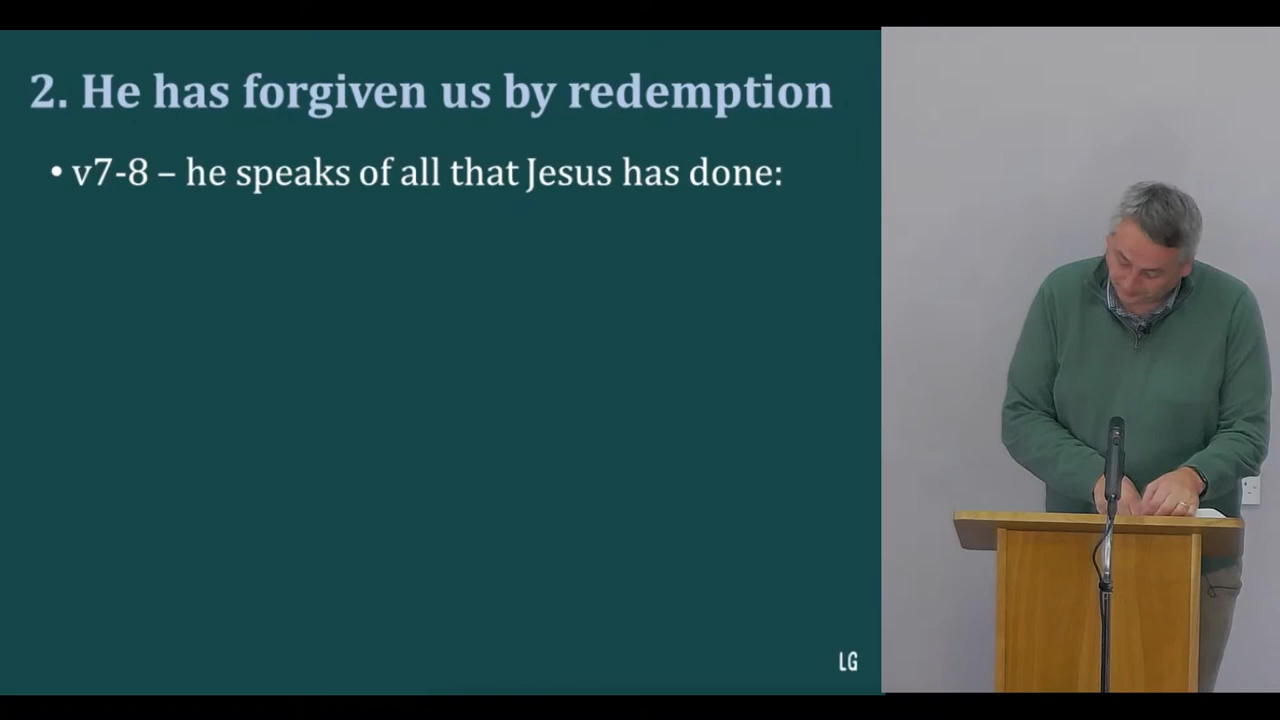 2. He has forgiven us by redemption
• v7-8 – he speaks of all that Jesus has done:
LG